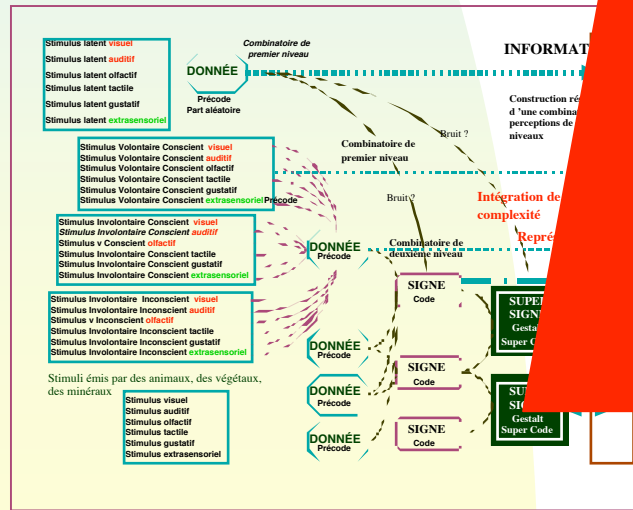 Stimulus latent visuel
Stimulus latent auditif
Stimulus latent olfactif
Stimulus latent tactile
Stimulus latent gustatif
Stimulus latent extrasensoriel
DONNÉE
Précode
Part aléatoire
Combinatoire de
premier niveau
INFORMAT
Construction
d 'une
perceptions de
niveaux
Stimulus Volontaire Conscient visuel
Stimulus Volontaire Conscient auditif
Stimulus Volontaire Conscient olfactif
Stimulus Volontaire Conscient tactile
Stimulus Volontaire Conscient gustatif
Stimulus Volontaire Conscient extrasensoriel Précode
Combinatoire de
premier niveau
Bruit ?
Bruit ?
Intégration de
complexité
Représ
Stimulus Involontaire Conscient visuel
Stimulus Involontaire Conscient auditif
Stimulus v Conscient olfactif
Stimulus Involontaire Conscient tactile
Stimulus Involontaire Conscient gustatif
Stimulus Involontaire Conscient extrasensoriel
DONNÉE
Précode
Combinatoire de
deuxième niveau
Stimulus Involontaire Inconscient visuel
Stimulus Involontaire Inconscient auditif
Stimulus v Inconscient olfactif
Stimulus Involontaire Inconscient tactile
Stimulus Involontaire Inconscient gustatif
Stimulus Involontaire Inconscient extrasensoriel
SIGNE
Code
SUPER
SIGNE
Gestal
Super C
DONNÉE
Précode
SIGNE
Code
Stimuli émis par des animaux, des végétaux,
des minéraux
Stimulus visuel
Stimulus auditif
Stimulus olfactif
Stimulus tactile
Stimulus gustatif
Stimulus extrasensoriel
DONNÉE
Précode
DONNÉE
Précode
SIGNE
Code
SUP
SIG
Gestalt
Super Code